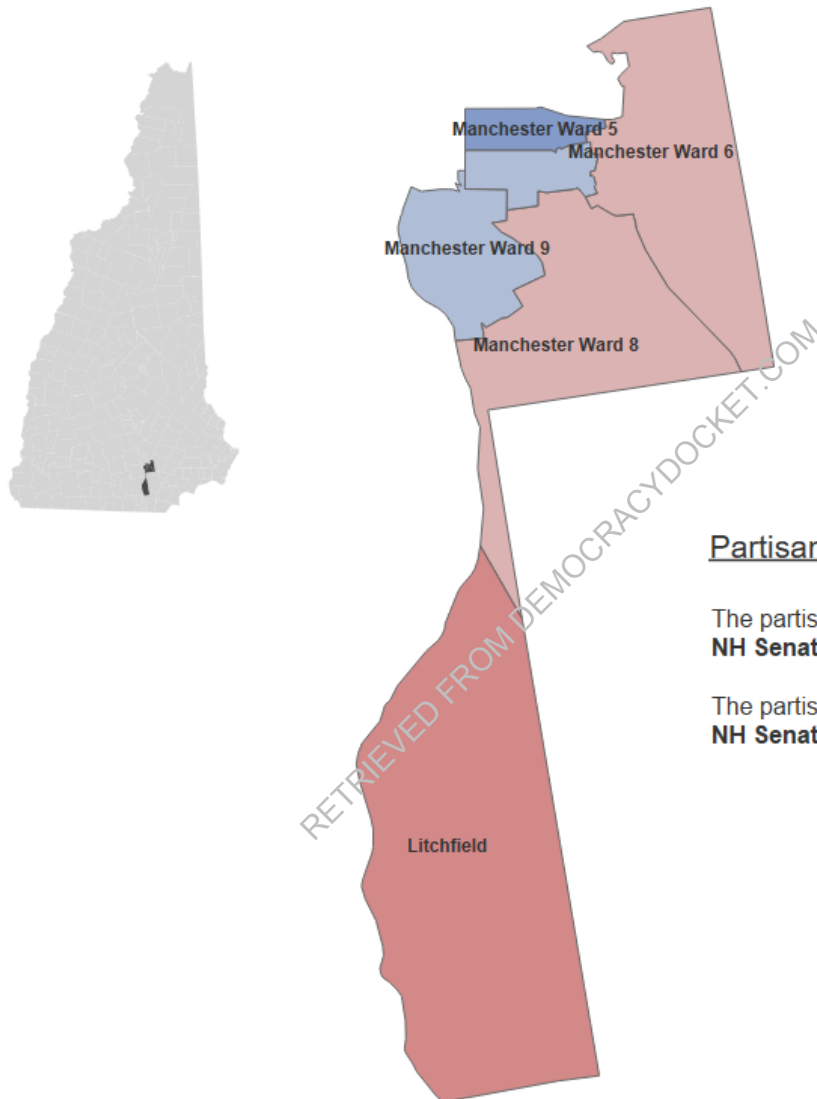 Manchester Ward 5
Manchester Ward 6
Manchester Ward 9
Manchester Ward 8
RETRIEVED FROM DEMOCRACYDOCKET.COM
Partisan
The partis
NH Senat
The partis
NH Senat
Litchfield